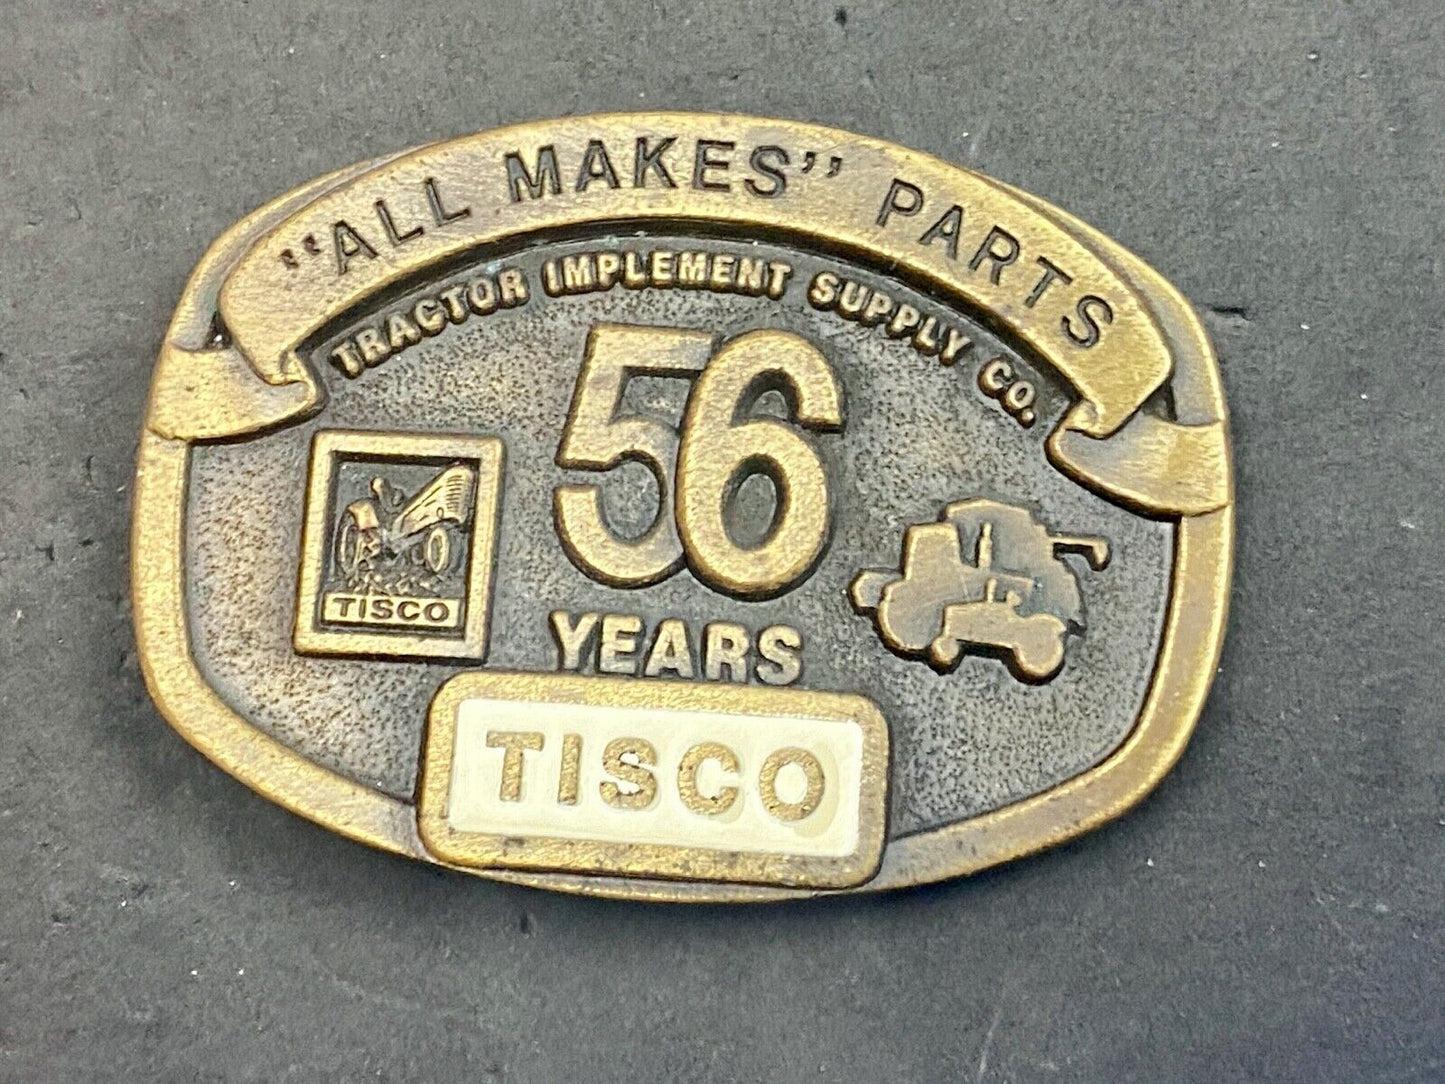 "ALL MAKES" PARTS
TRACTOR IMPLEMENT SUPPLY CO.
56
YEARS
TISCO
TISCO